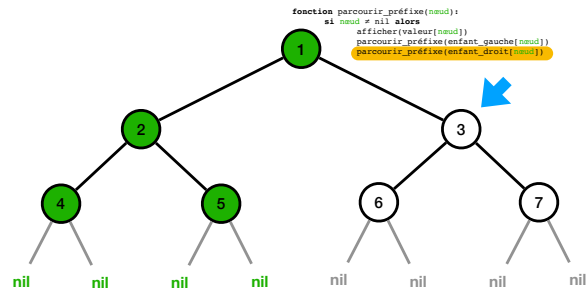 fonction parcourir_préfixe(nœud):
si nœud ≠ nil alors
afficher(valeur[nœud])
parcourir_préfixe(enfant_gauche[nœud])
parcourir_préfixe(enfant_droit[nœud])
1
2
3
4
5
6
7
nil
nil
nil
nil
nil
nil
nil
nil